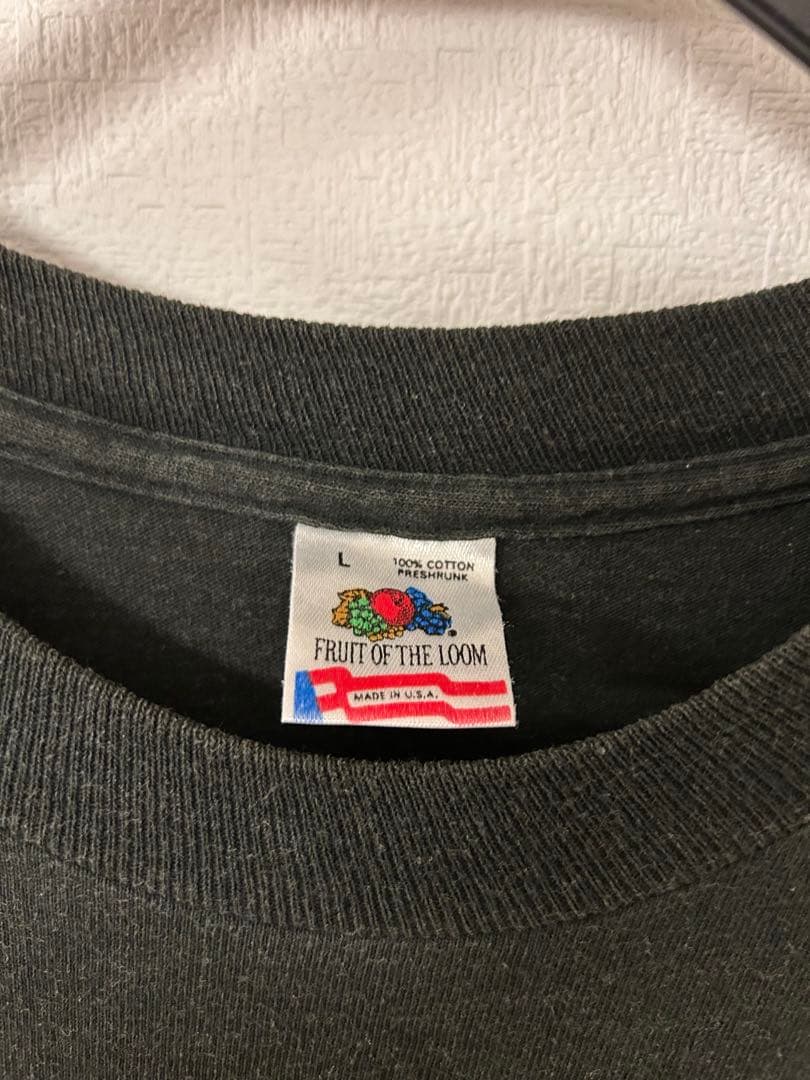 L
100% COTTON
PRESHRUNK
®
FRUIT OF THE LOOM
MADE IN U.S.A.